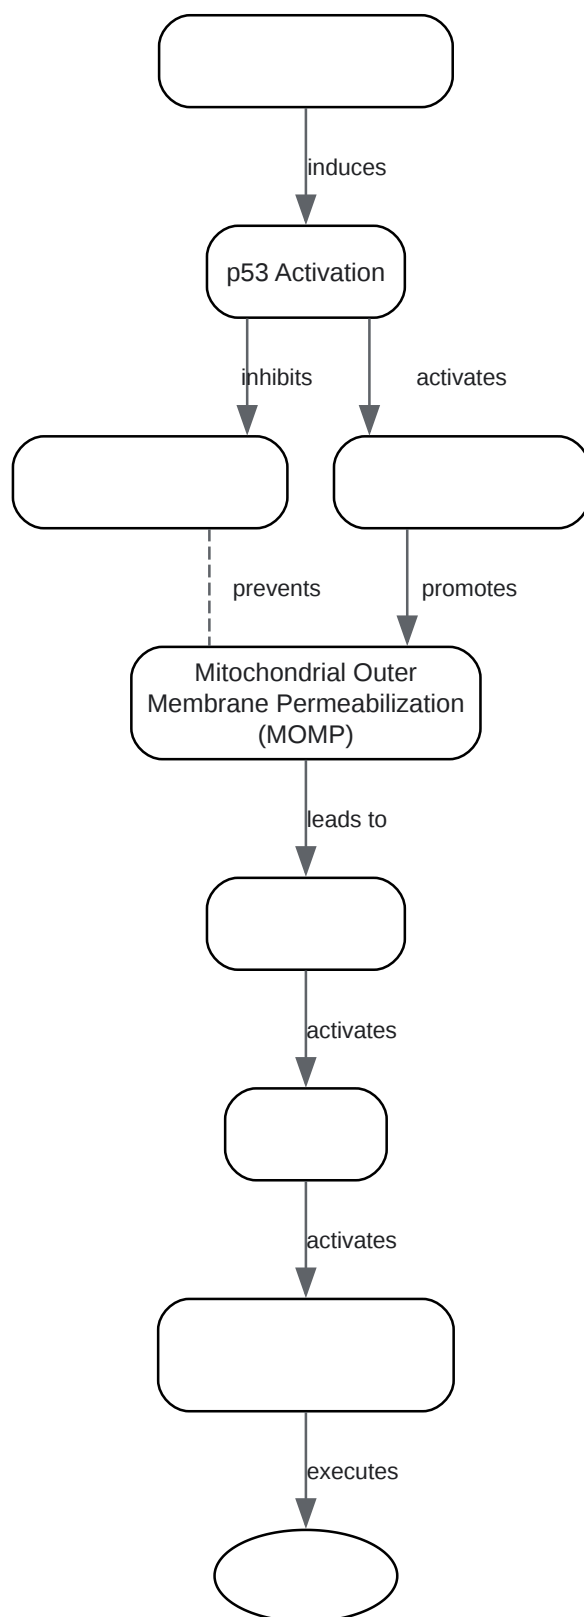 induces
p53 Activation
inhibits
activates
prevents
promotes
Mitochondrial Outer
Membrane Permeabilization
(MOMP)
leads to
activates
activates
executes